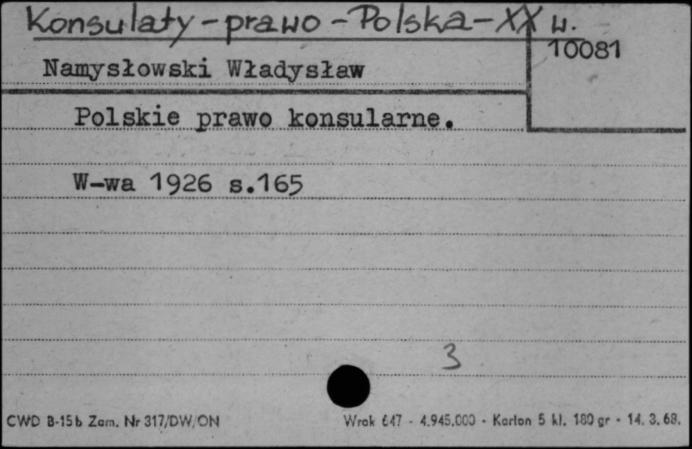 Konsulaty - prawo - Polska - XX w.
10081
Namysłowski Władysław
Polskie prawo konsularne.
W-wa 1926 s.165
3
CWD B-15b Zam. Nr 317/DW/ON Wrak 647 - 4.945.000 - Karton 5 kl. 180 gr - 14. 3. 68.